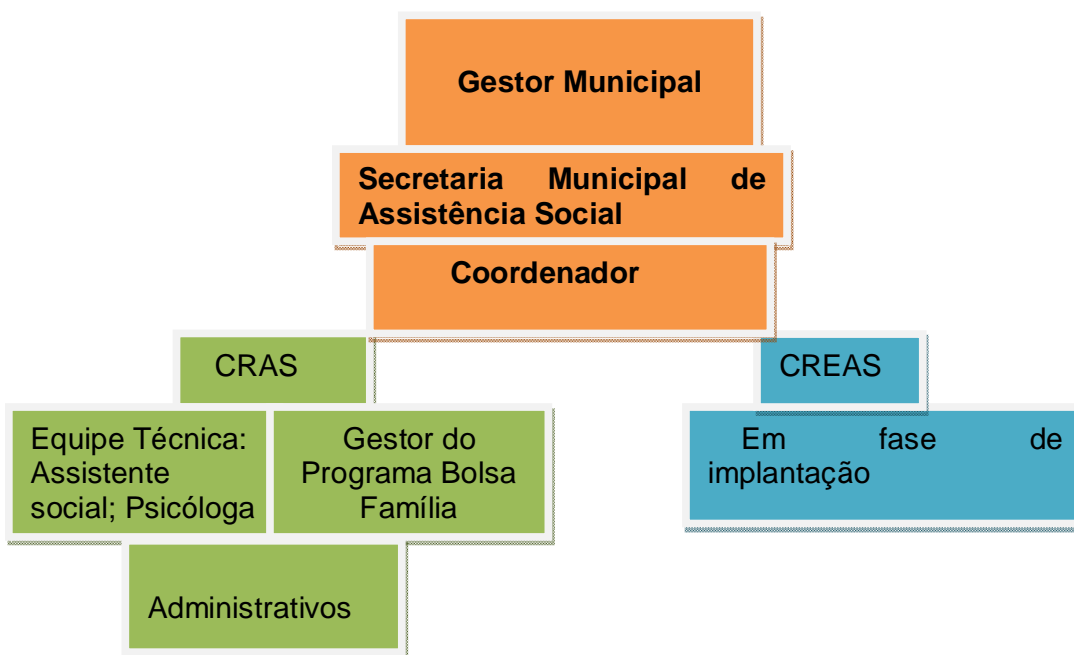 Gestor Municipal
Secretaria Municipal de
Assistência Social
Coordenador
CRAS
CREAS
Equipe Técnica:
Assistente
social; Psicóloga
Gestor do
Programa Bolsa
Família
Em fase de
implantação
Administrativos